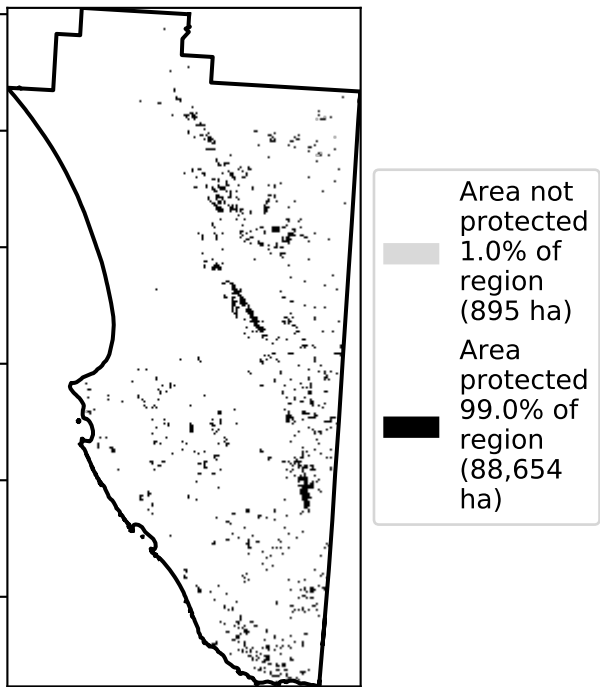 Area not
protected
1.0% of
region
(895 ha)
Area
protected
99.0% of
region
(88,654
ha)